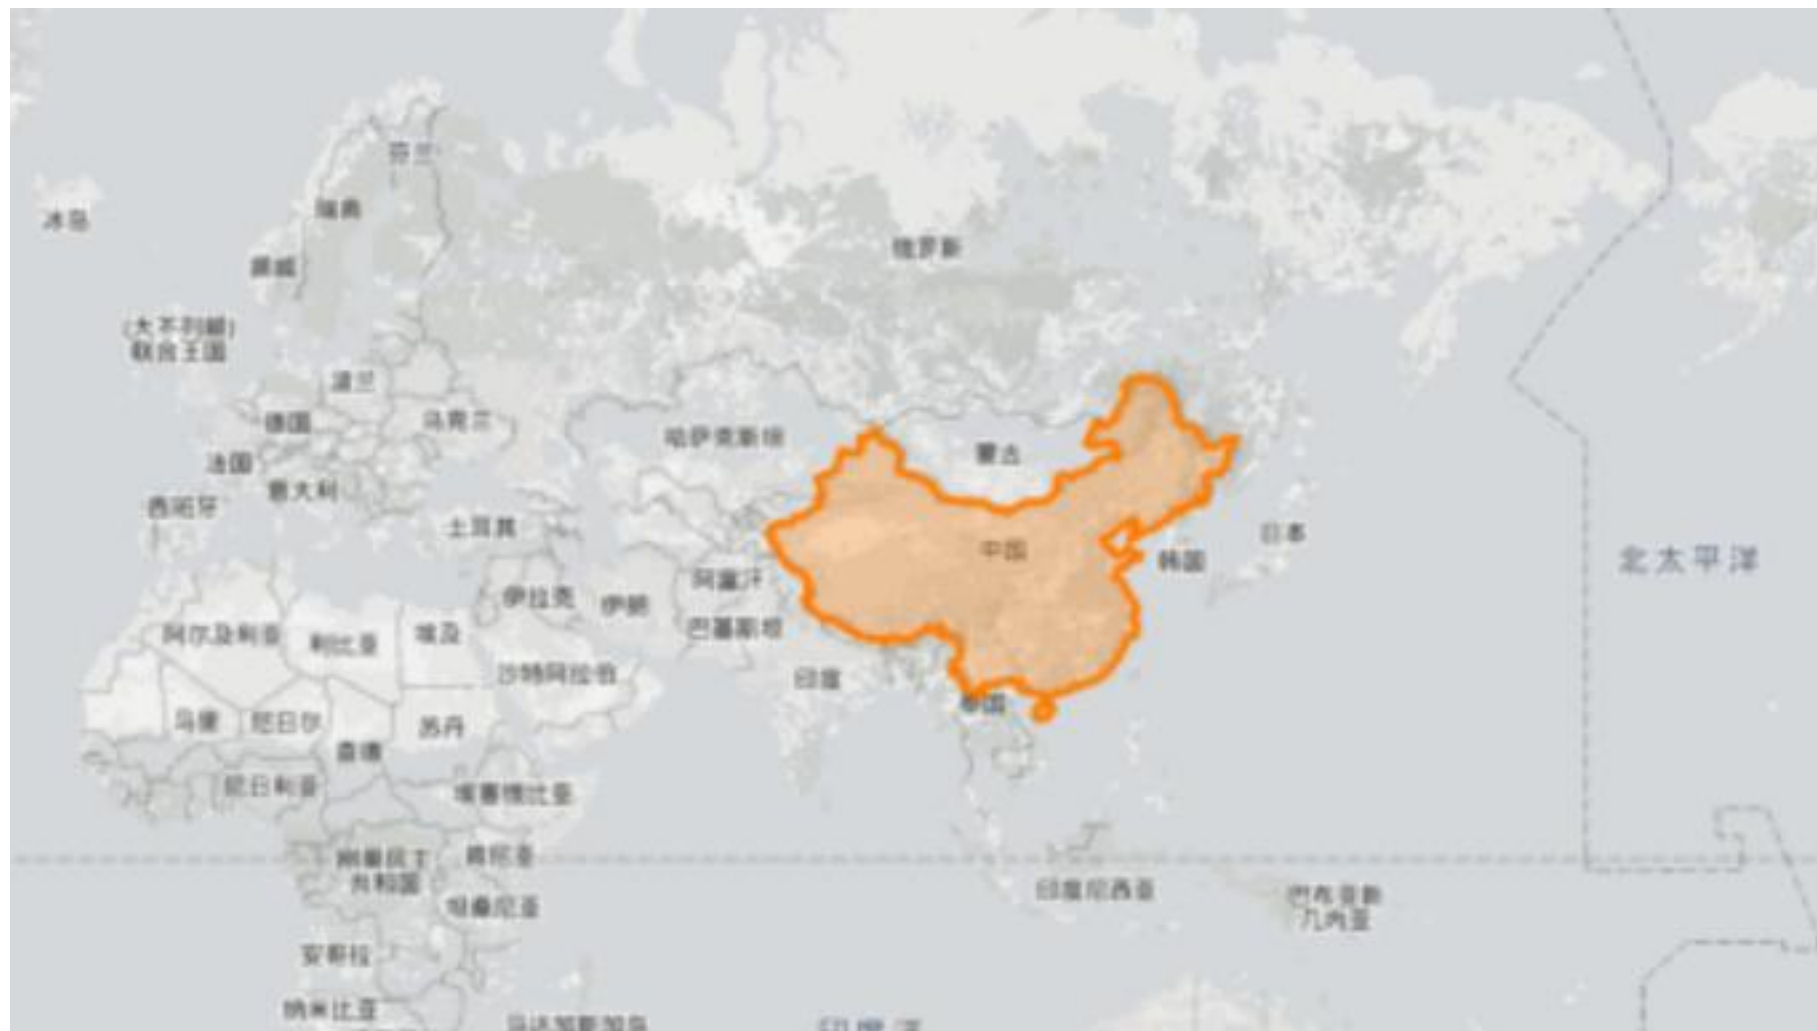 芬兰
冰岛
瑞典
俄罗斯
挪威
(大不列颠)
联合王国
波兰
德国
乌克兰
哈萨克斯坦
蒙古
法国
意大利
西班牙
土耳其
中国
日本
韩国
北太平洋
阿富汗
伊拉克
伊朗
阿尔及利亚
利比亚
埃及
巴基斯坦
沙特阿拉伯
印度
泰国
马里
尼日尔
苏丹
乍得
尼日利亚
埃塞俄比亚
刚果民主
共和国
肯尼亚
坦桑尼亚
印度尼西亚
巴布亚新
几内亚
安哥拉
纳米比亚
马达加斯加岛
印度洋